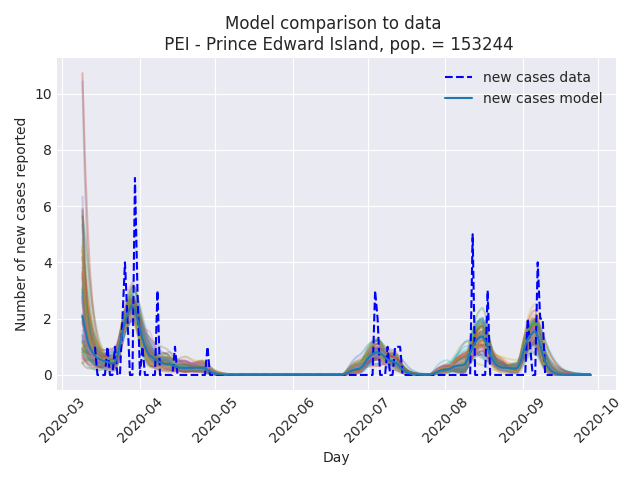 Model comparison to data
PEI - Prince Edward Island, pop. = 153244
new cases data
new cases model
Number of new cases reported
10
8
6
4
2
0
2020-03
2020-04
2020-05
2020-06
2020-07
2020-08
2020-09
2020-10
Day